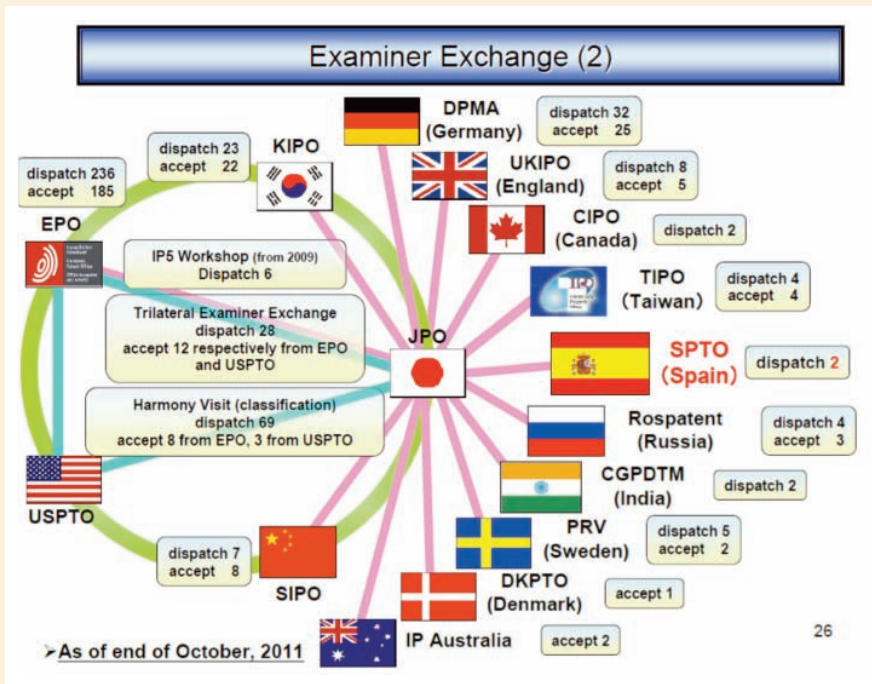 Examiner Exchange (2)
DPMA
(Germany)
dispatch 32
accept 25
KIPO
dispatch 23
accept 22
UKIPO
(England)
dispatch 8
accept 5
dispatch 236
accept 185
EPO
CIPO
(Canada)
dispatch 2
IP5 Workshop (from 2009)
Dispatch 6
TIPO
(Taiwan)
dispatch 4
accept 4
Trilateral Examiner Exchange
dispatch 28
accept 12 respectively from EPO
and USPTO
JPO
SPTO
(Spain)
dispatch 2
Harmony Visit (classification)
dispatch 69
accept 8 from EPO, 3 from USPTO
Rospatent
(Russia)
dispatch 4
accept 3
USPTO
CGPDTM
(India)
dispatch 2
PRV
(Sweden)
dispatch 5
accept 2
dispatch 7
accept 8
SIPO
DKPTO
(Denmark)
accept 1
IP Australia
accept 2
➢As of end of October, 2011
26